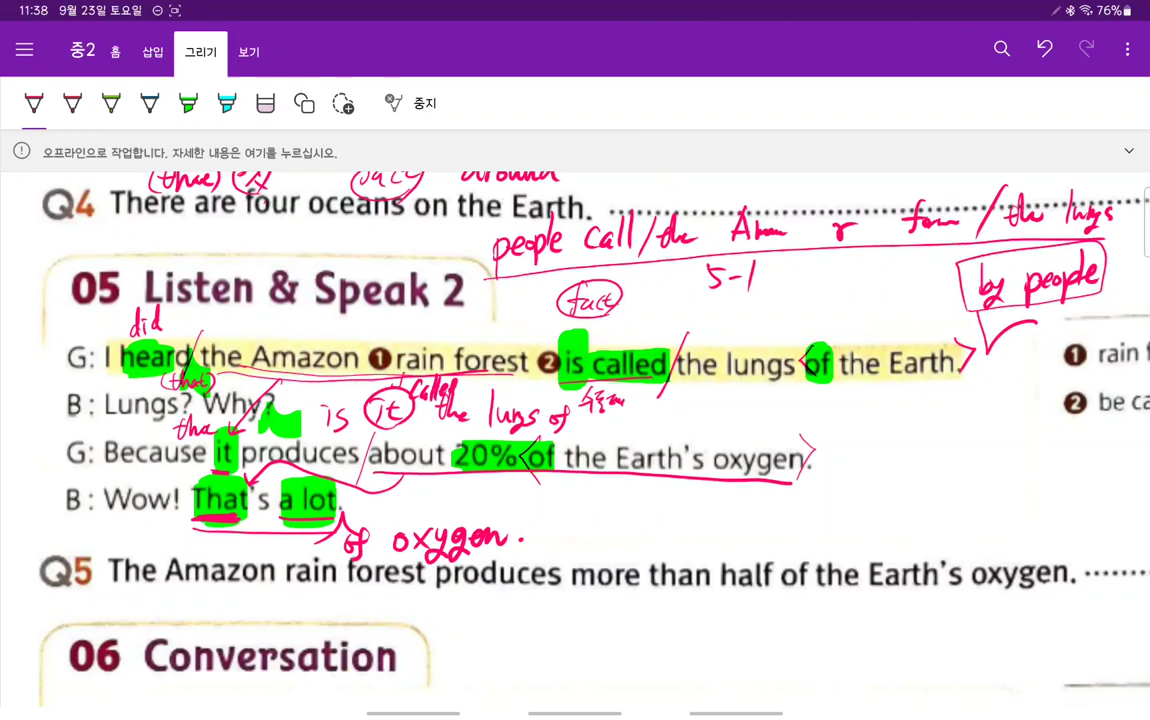 11:38 9월 23일 토요일 76%
중2 홈 삽입 그리기 보기
중지
오프라인으로 작업합니다. 자세한 내용은 여기를 누르십시오.
(that) fact around
Q4 There are four oceans on the Earth.
people call/the r /the lungs
5-1
by people
05 Listen & Speak 2
fact
did
G: I heard/the Amazon ❶ rain forest ❷ is called/the lungs <of the Earth.>
❶ rain f
(that)
called
B: Lungs? Why?
is it the lungs of 수동태
❷ be ca
the
G: Because it produces/about 20% <of the Earth's oxygen>.
B: Wow! That's a lot.
of oxygen.
Q5 The Amazon rain forest produces more than half of the Earth's oxygen.
06 Conversation